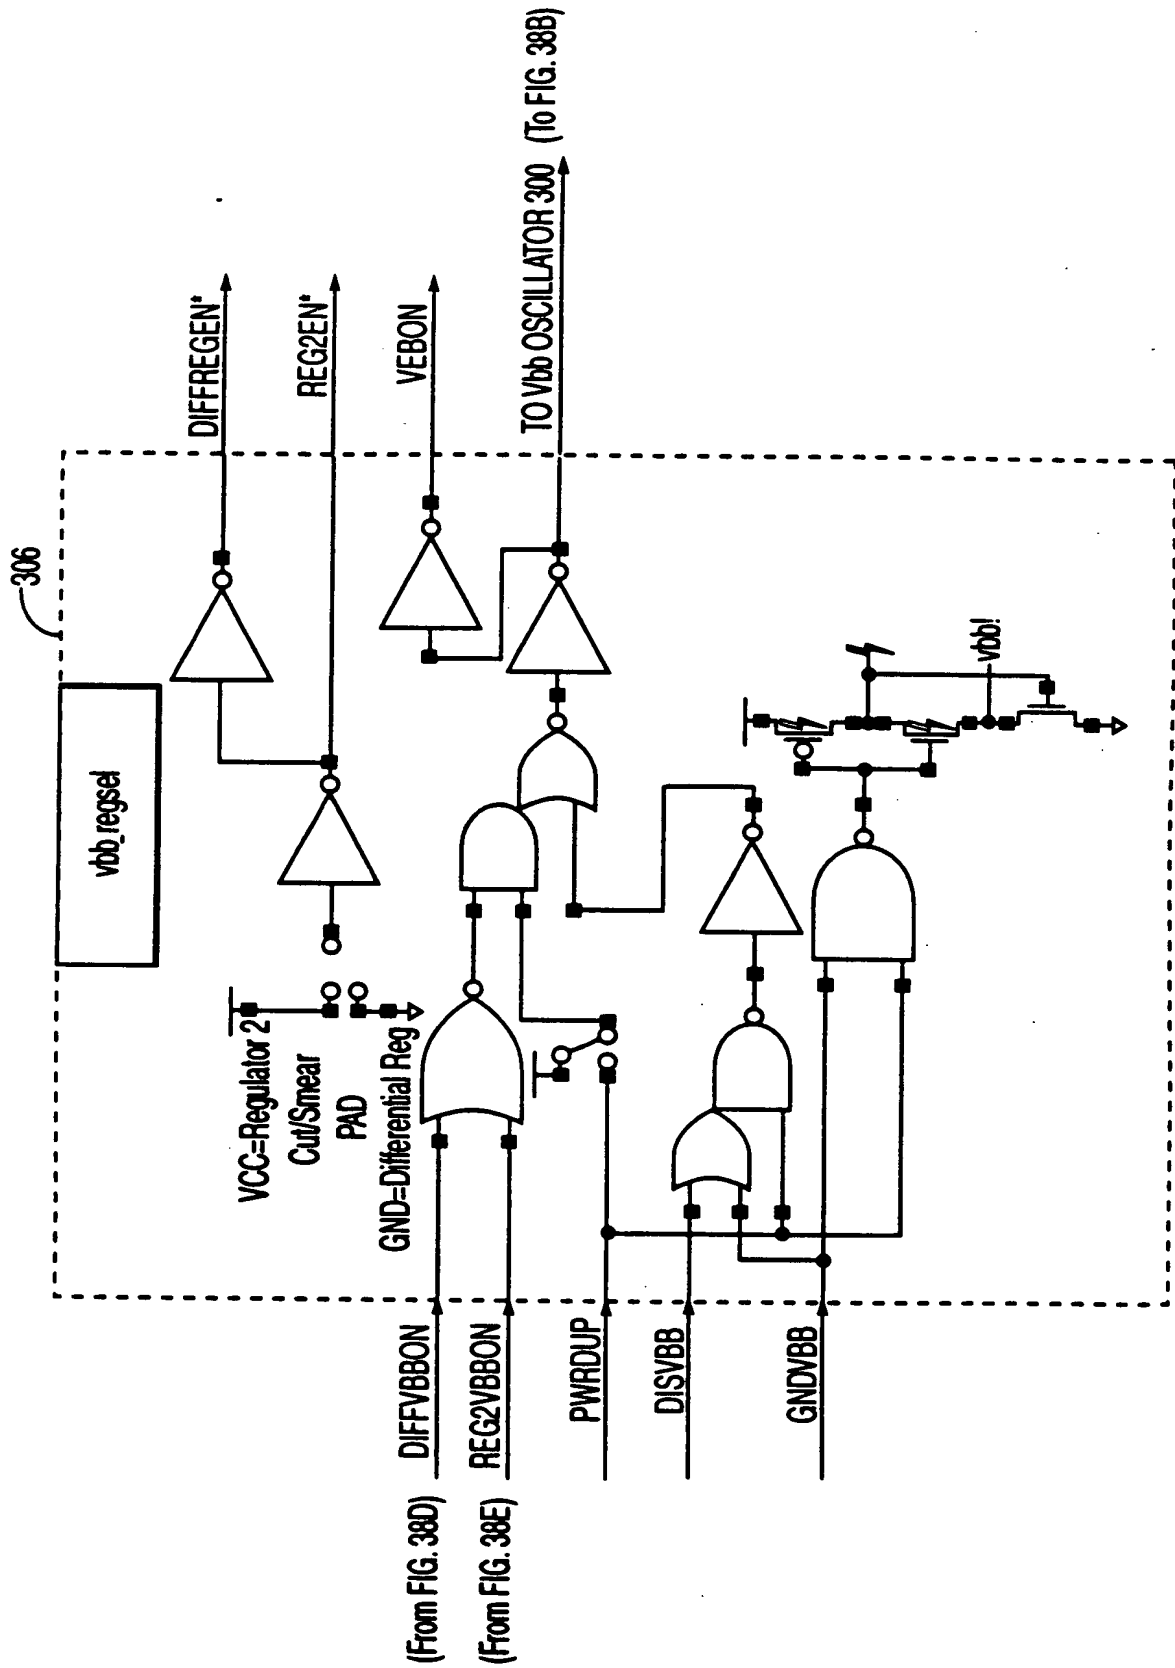 306
vbb_regsel
DIFFREGEN*
REG2EN*
VEBON
TO Vbb OSCILLATOR 300 (To FIG. 38B)
VCC=Regulator 2
Cut/Smear
PAD
GND=Differential Reg
vbb!
(From FIG. 38D) DIFFVBBON
(From FIG. 38E) REG2VBBON
PWRDUP
DISVBB
GNDVBB